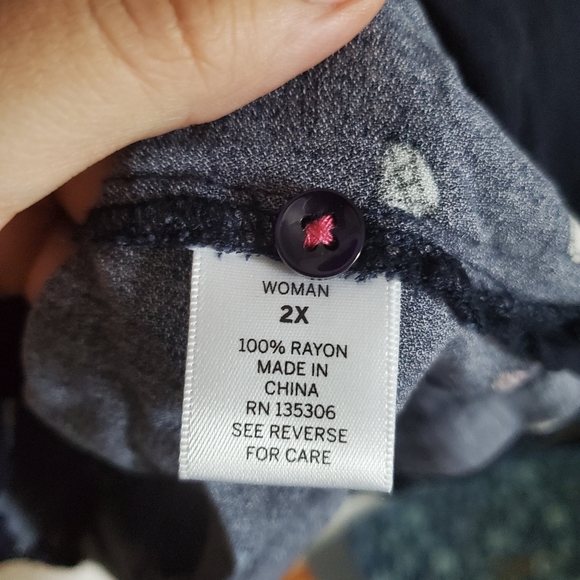 WOMAN
2X
100% RAYON
MADE IN
CHINA
RN 135306
SEE REVERSE
FOR CARE